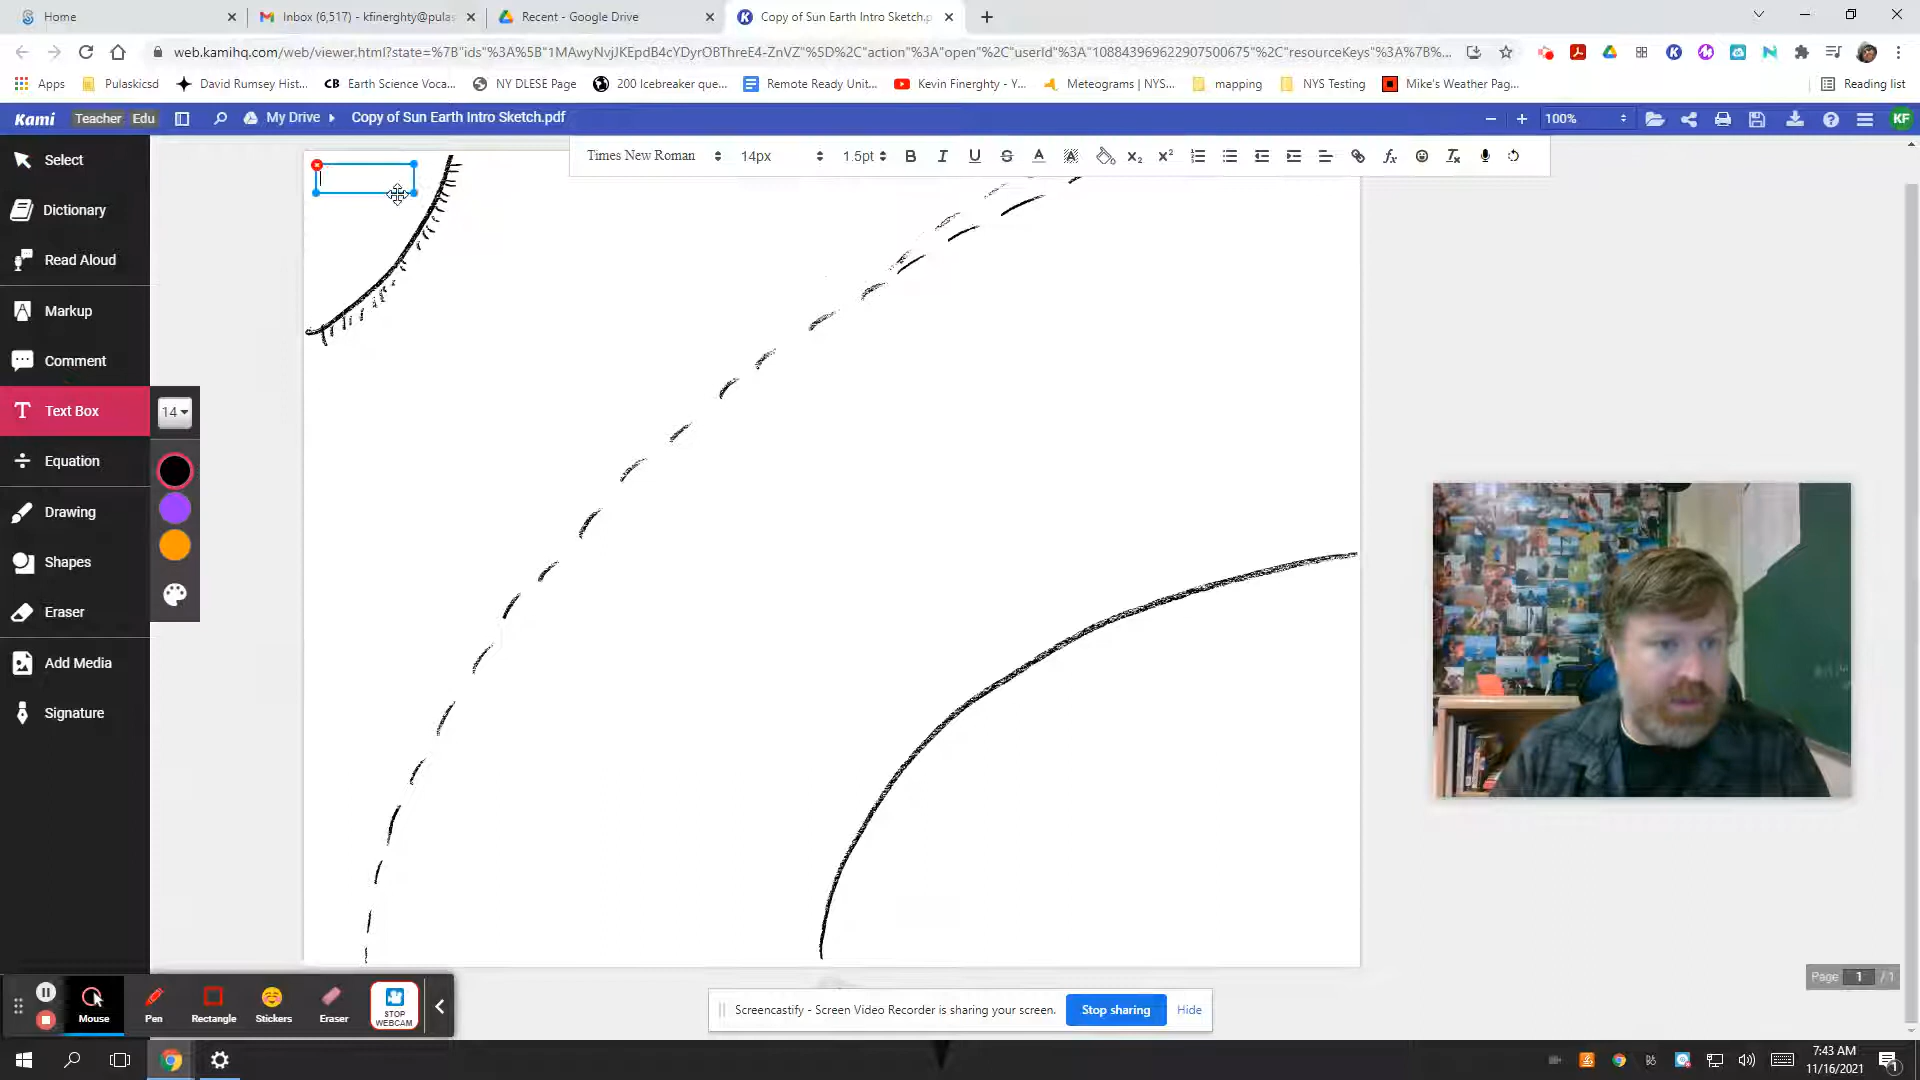 Home
Inbox (6,517) - kfinerghty@pulas
Recent - Google Drive
Copy of Sun Earth Intro Sketch.p
web.kamihq.com/web/viewer.html?state=%7B"ids"%3A%5B"1MAwyNvjJKEpdB4cYDyrOBThreE4-ZnVZ"%5D%2C"action"%3A"open"%2C"userId"%3A"108843969622907500675"%2C"resourceKeys"%3A%7B%...
Apps
Pulaskicsd
David Rumsey Hist...
CB Earth Science Voca...
NY DLESE Page
200 Icebreaker que...
Remote Ready Unit...
Kevin Finerghty - Y...
Meteograms | NYS...
mapping
NYS Testing
Mike's Weather Pag...
Reading list
Kami
Teacher Edu
My Drive
Copy of Sun Earth Intro Sketch.pdf
100%
KF
Times New Roman
14px
1.5pt
B I U S A
Select
Dictionary
Read Aloud
Markup
Comment
Text Box
14
Equation
Drawing
Shapes
Eraser
Add Media
Signature
Page 1 / 1
Mouse
Pen
Rectangle
Stickers
Eraser
STOP
WEBCAM
Screencastify - Screen Video Recorder is sharing your screen.
Stop sharing
Hide
7:43 AM
11/16/2021
1